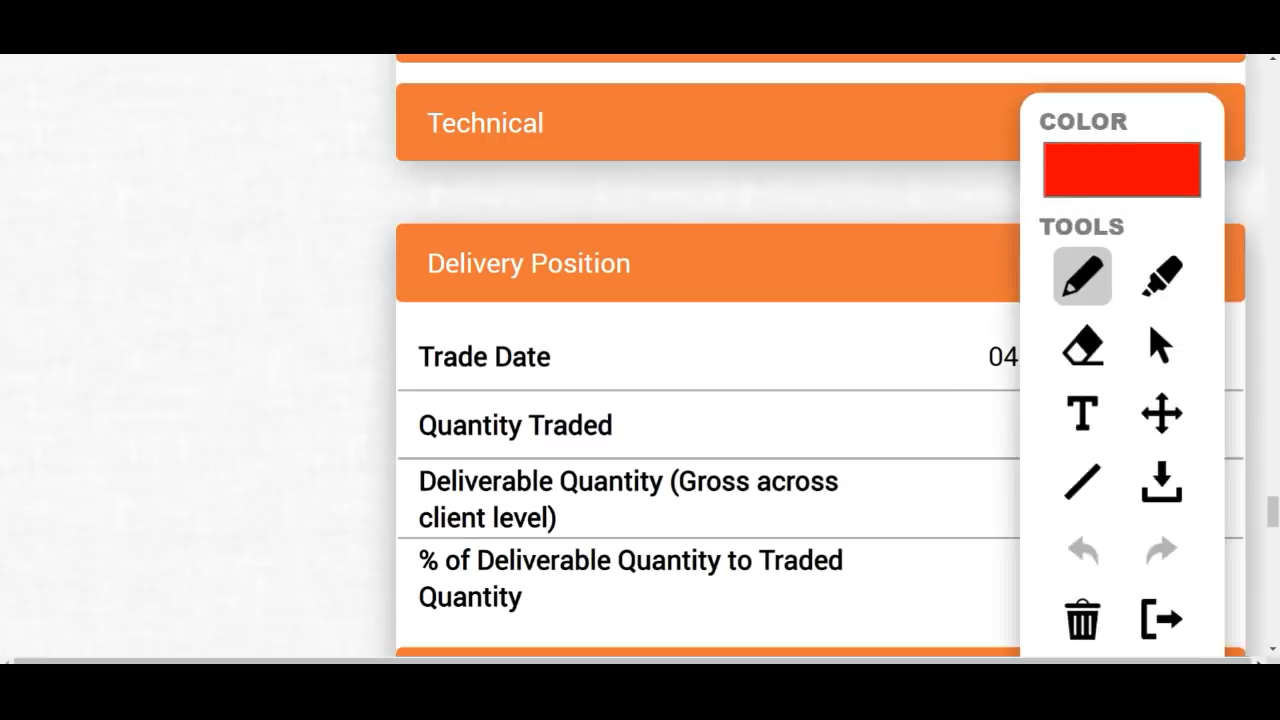 Technical
COLOR
TOOLS
Delivery Position
Trade Date 04
Quantity Traded
Deliverable Quantity (Gross across
client level)
% of Deliverable Quantity to Traded
Quantity